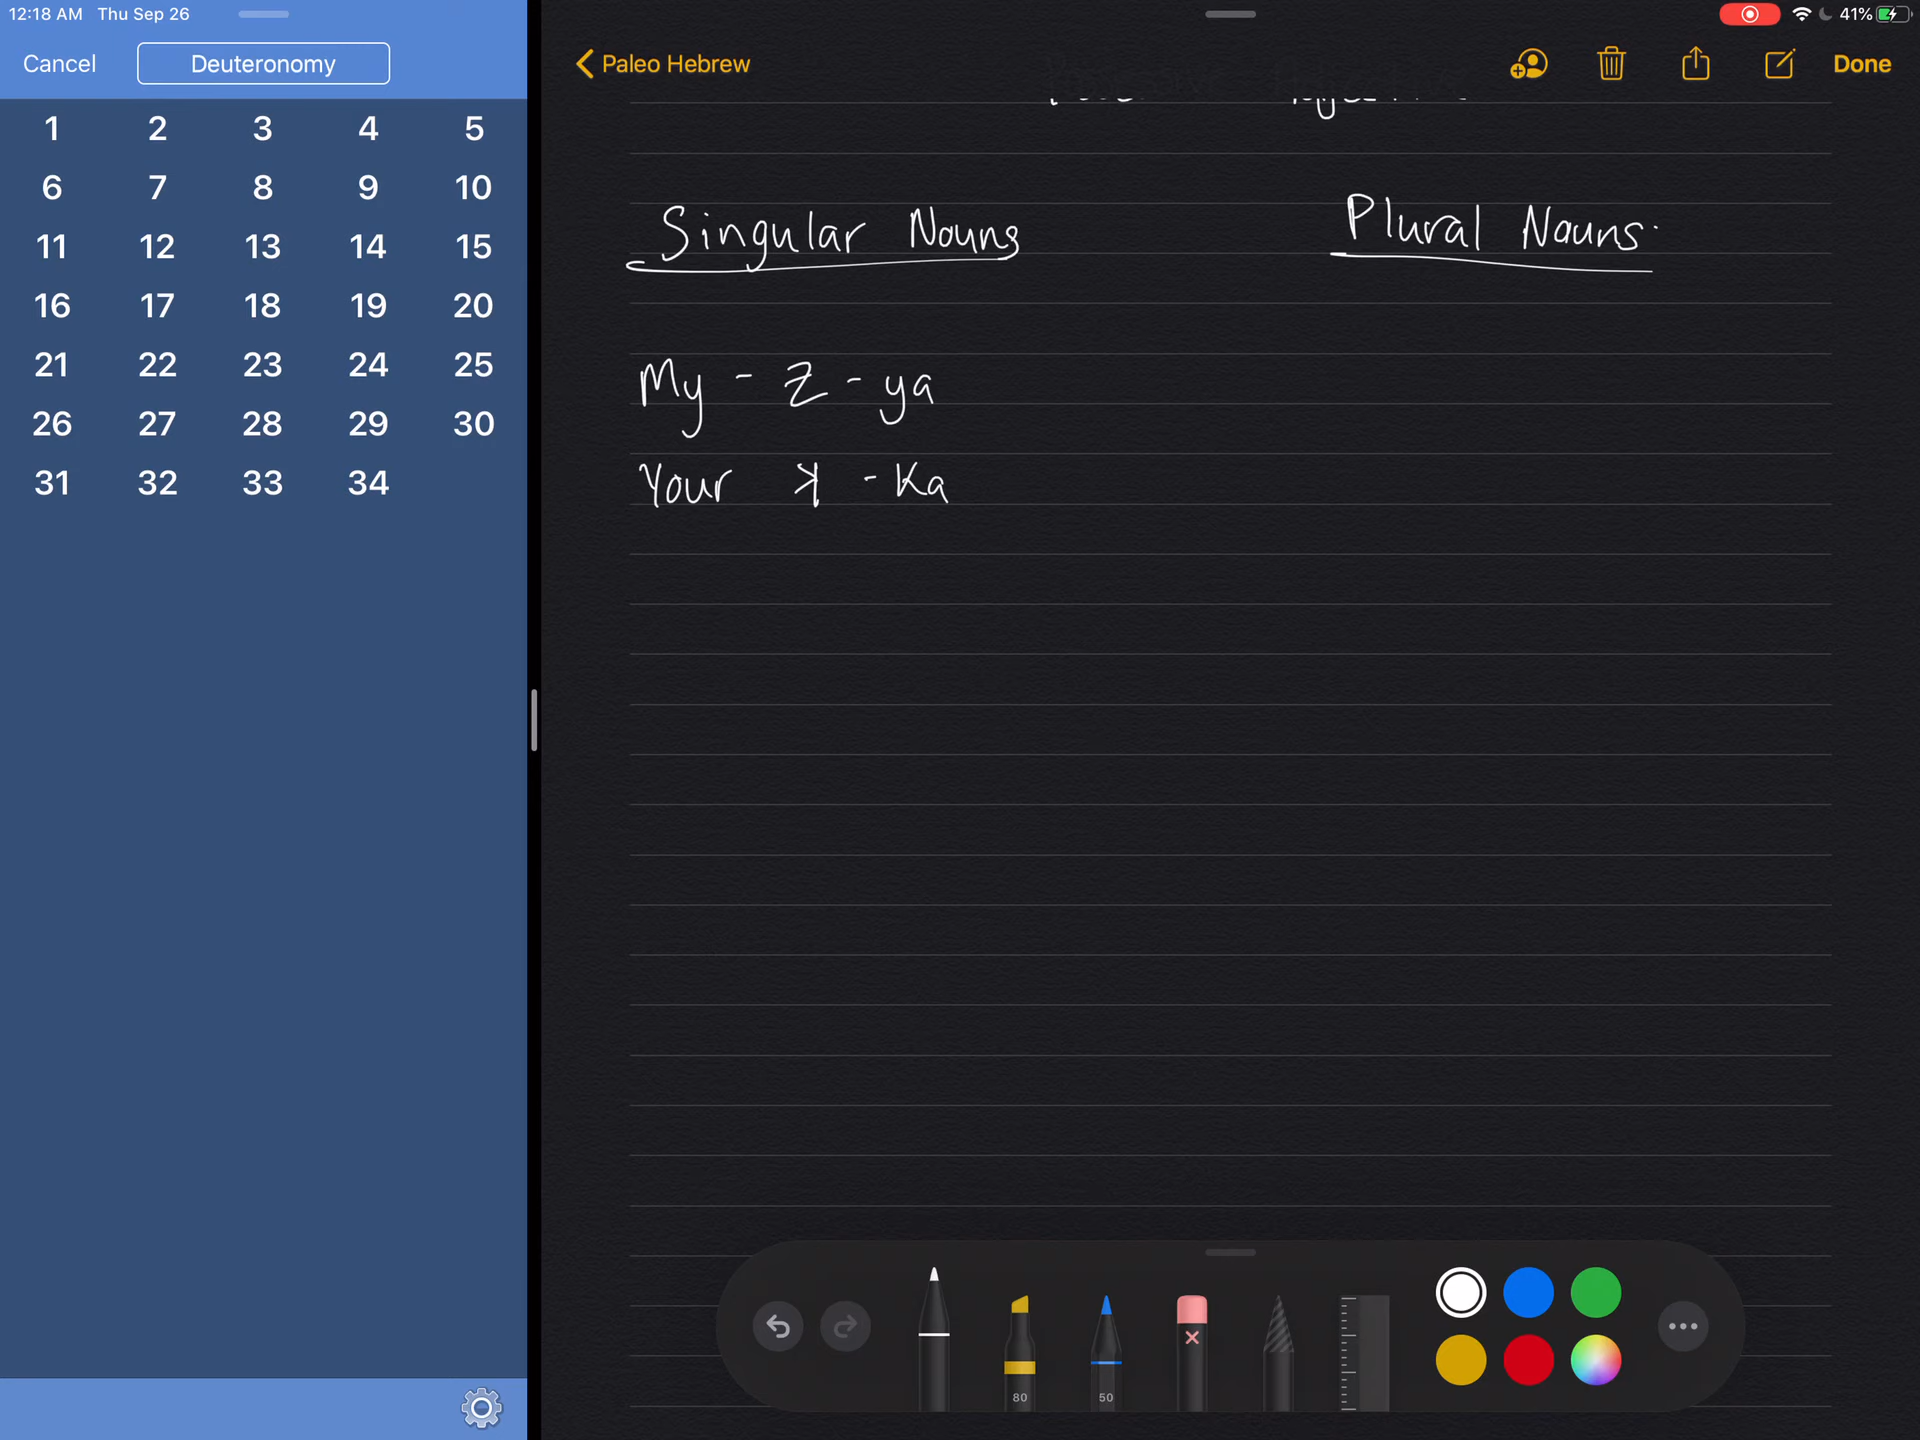 12:18 AM Thu Sep 26
41%
Cancel Deuteronomy
1 2 3 4 5
6 7 8 9 10
11 12 13 14 15
16 17 18 19 20
21 22 23 24 25
26 27 28 29 30
31 32 33 34
Paleo Hebrew
Done
Singular Nouns
Plural Nouns.
My - 𐤉 - ya
Your 𐤊 - Ka
80 50